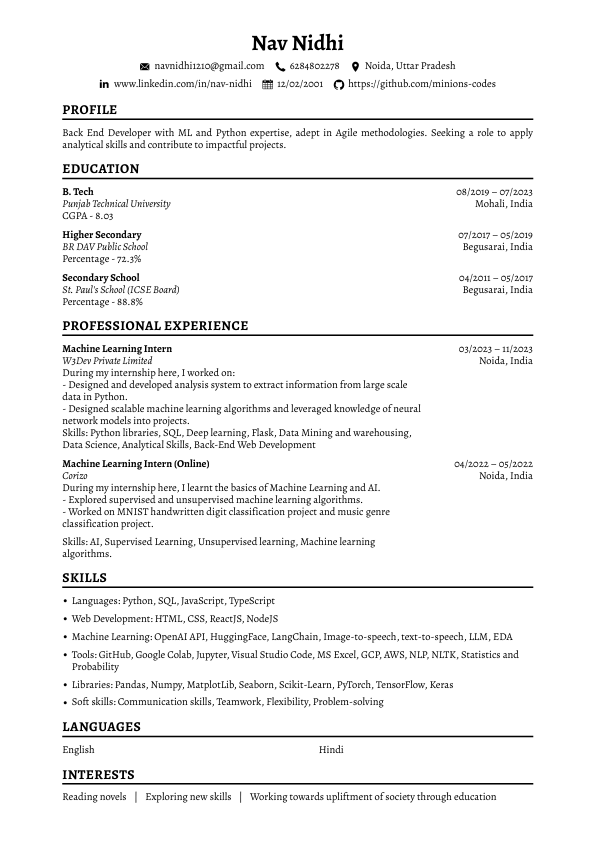 Nav Nidhi
navnidhi1210@gmail.com 6284802278 Noida, Uttar Pradesh
www.linkedin.com/in/nav-nidhi 12/02/2001 https://github.com/minions-codes
PROFILE
Back End Developer with ML and Python expertise, adept in Agile methodologies. Seeking a role to apply
analytical skills and contribute to impactful projects.
EDUCATION
B. Tech 08/2019 – 07/2023
Punjab Technical University Mohali, India
CGPA - 8.03
Higher Secondary 07/2017 – 05/2019
BR DAV Public School Begusarai, India
Percentage - 72.3%
Secondary School 04/2011 – 05/2017
St. Paul's School (ICSE Board) Begusarai, India
Percentage - 88.8%
PROFESSIONAL EXPERIENCE
Machine Learning Intern 03/2023 – 11/2023
W3Dev Private Limited Noida, India
During my internship here, I worked on:
- Designed and developed analysis system to extract information from large scale
data in Python.
- Designed scalable machine learning algorithms and leveraged knowledge of neural
network models into projects.
Skills: Python libraries, SQL, Deep learning, Flask, Data Mining and warehousing,
Data Science, Analytical Skills, Back-End Web Development
Machine Learning Intern (Online) 04/2022 – 05/2022
Corizo Noida, India
During my internship here, I learnt the basics of Machine Learning and AI.
- Explored supervised and unsupervised machine learning algorithms.
- Worked on MNIST handwritten digit classification project and music genre
classification project.
Skills: AI, Supervised Learning, Unsupervised learning, Machine learning
algorithms.
SKILLS
• Languages: Python, SQL, JavaScript, TypeScript
• Web Development: HTML, CSS, ReactJS, NodeJS
• Machine Learning: OpenAI API, HuggingFace, LangChain, Image-to-speech, text-to-speech, LLM, EDA
• Tools: GitHub, Google Colab, Jupyter, Visual Studio Code, MS Excel, GCP, AWS, NLP, NLTK, Statistics and
Probability
• Libraries: Pandas, Numpy, MatplotLib, Seaborn, Scikit-Learn, PyTorch, TensorFlow, Keras
• Soft skills: Communication skills, Teamwork, Flexibility, Problem-solving
LANGUAGES
English Hindi
INTERESTS
Reading novels | Exploring new skills | Working towards upliftment of society through education